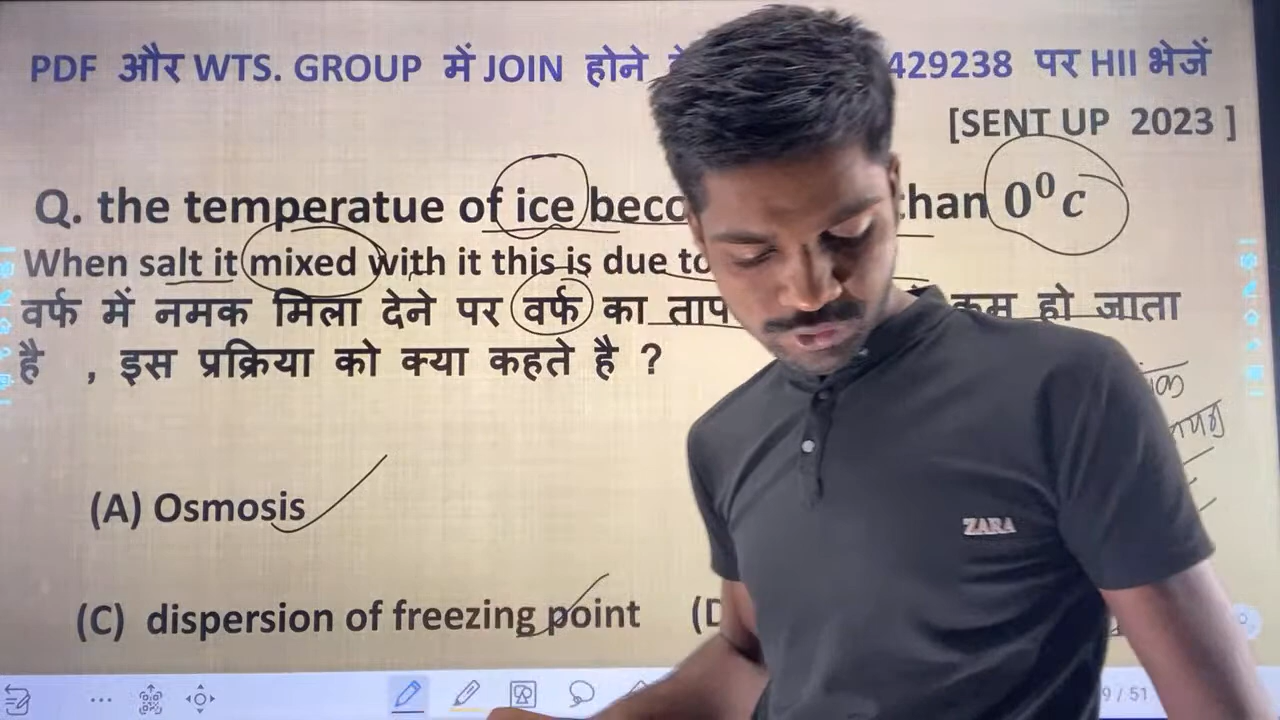 PDF और WTS. GROUP में JOIN होने 429238 पर HII भेजें
[SENT UP 2023 ]
Q. the temperatue of ice than 0⁰c
When salt it mixed with it this is due to
वर्फ में नमक मिला देने पर वर्फ का कम हो जाता
है , इस प्रक्रिया को क्या कहते है ?
(A) Osmosis
ZARA
(C) dispersion of freezing point (D
9 / 51